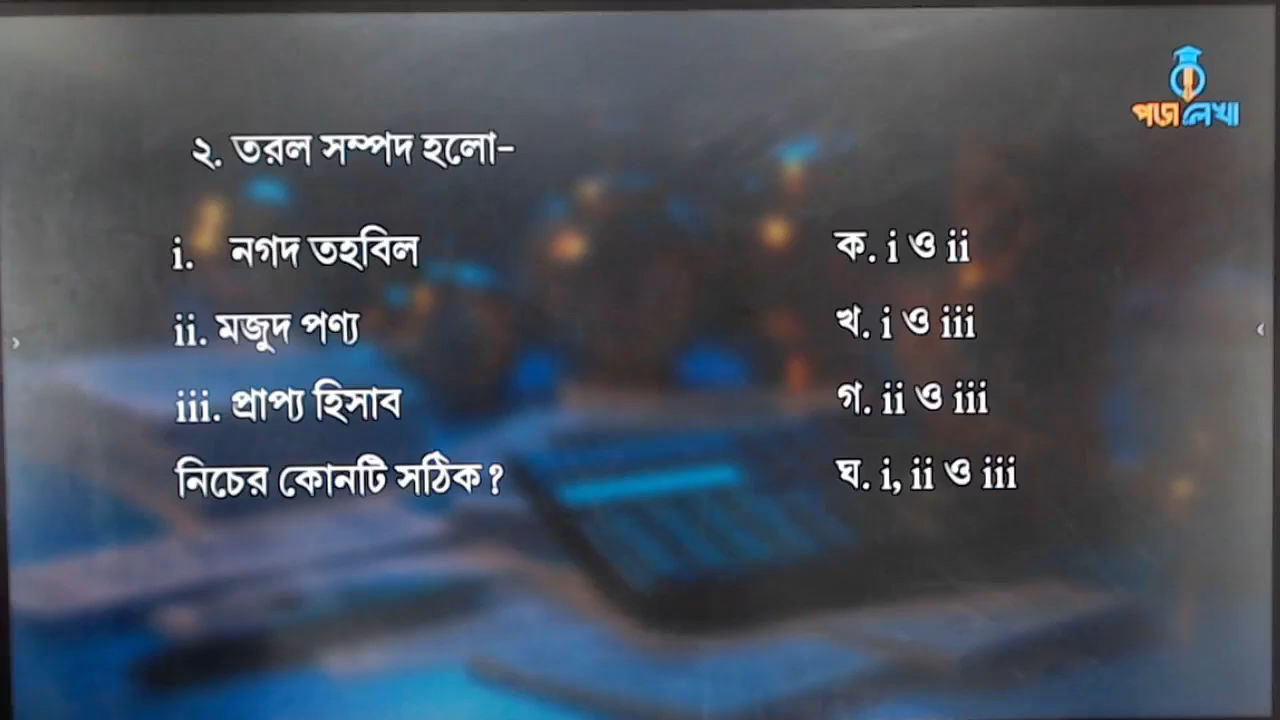 পড়ালেখা
২. তরল সম্পদ হলো-
i. নগদ তহবিল
ii. মজুদ পণ্য
iii. প্রাপ্য হিসাব
নিচের কোনটি সঠিক?
ক. i ও ii
খ. i ও iii
গ. ii ও iii
ঘ. i, ii ও iii